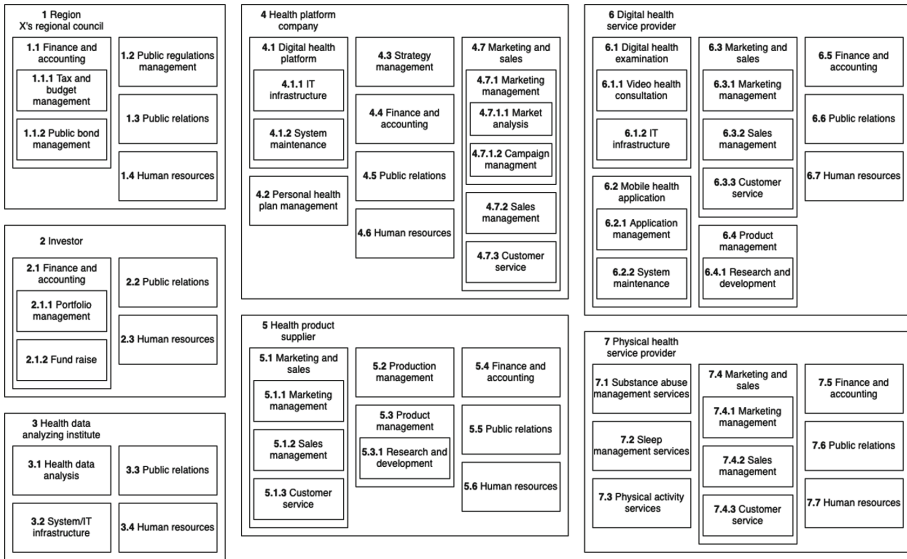 1 Region
X's regional council
1.1 Finance and
accounting
1.1.1 Tax and
budget
management
1.1.2 Public bond
management
1.2 Public regulations
management
1.3 Public relations
1.4 Human resources
2 Investor
2.1 Finance and
accounting
2.1.1 Portfolio
management
2.1.2 Fund raise
2.2 Public relations
2.3 Human resources
3 Health data
analyzing institute
3.1 Health data
analysis
3.2 System/IT
infrastructure
3.3 Public relations
3.4 Human resources
4 Health platform
company
4.1 Digital health
platform
4.1.1 IT
infrastructure
4.1.2 System
maintenance
4.2 Personal health
plan management
4.3 Strategy
management
4.4 Finance and
accounting
4.5 Public relations
4.6 Human resources
4.7 Marketing and
sales
4.7.1 Marketing
management
4.7.1.1 Market
analysis
4.7.1.2 Campaign
managment
4.7.2 Sales
management
4.7.3 Customer
service
5 Health product
supplier
5.1 Marketing and
sales
5.1.1 Marketing
management
5.1.2 Sales
management
5.1.3 Customer
service
5.2 Production
management
5.3 Product
management
5.3.1 Research and
development
5.4 Finance and
accounting
5.5 Public relations
5.6 Human resources
6 Digital health
service provider
6.1 Digital health
examination
6.1.1 Video health
consultation
6.1.2 IT
infrastructure
6.2 Mobile health
application
6.2.1 Application
management
6.2.2 System
maintenance
6.3 Marketing and
sales
6.3.1 Marketing
management
6.3.2 Sales
management
6.3.3 Customer
service
6.4 Product
management
6.4.1 Research and
development
6.5 Finance and
accounting
6.6 Public relations
6.7 Human resources
7 Physical health
service provider
7.1 Substance abuse
management services
7.2 Sleep
management services
7.3 Physical activity
services
7.4 Marketing and
sales
7.4.1 Marketing
management
7.4.2 Sales
management
7.4.3 Customer
service
7.5 Finance and
accounting
7.6 Public relations
7.7 Human resources